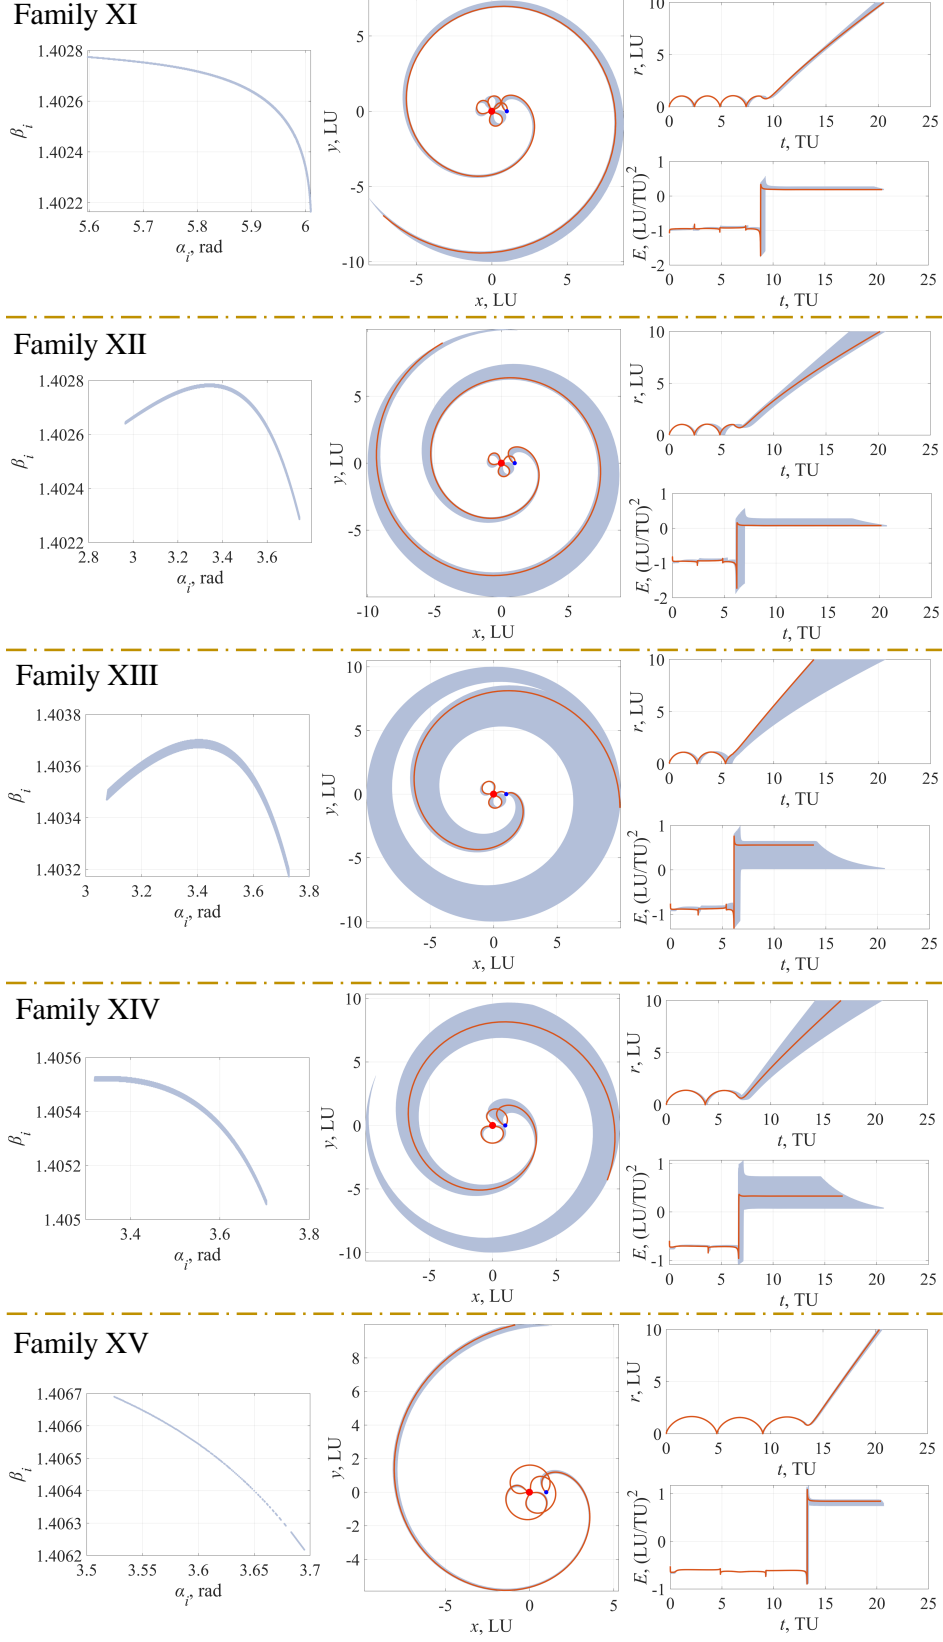 Family XI
1.4028
1.4026
1.4024
1.4022
β_i
5.6 5.7 5.8 5.9 6
α_i, rad
5
0
-5
-10
y, LU
-5 0 5
x, LU
10
5
0
r, LU
0 5 10 15 20 25
t, TU
1
0
-1
-2
E, (LU/TU)^2
0 5 10 15 20 25
t, TU
Family XII
1.4028
1.4026
1.4024
1.4022
β_i
2.8 3 3.2 3.4 3.6
α_i, rad
5
0
-5
y, LU
-10 -5 0 5
x, LU
10
5
0
r, LU
0 5 10 15 20 25
t, TU
1
0
-1
-2
E, (LU/TU)^2
0 5 10 15 20 25
t, TU
Family XIII
1.4038
1.4036
1.4034
1.4032
β_i
3 3.2 3.4 3.6 3.8
α_i, rad
10
5
0
-5
-10
y, LU
-5 0 5
x, LU
10
5
0
r, LU
0 5 10 15 20 25
t, TU
1
0
-1
E, (LU/TU)^2
0 5 10 15 20 25
t, TU
Family XIV
1.4056
1.4054
1.4052
1.405
β_i
3.4 3.6 3.8
α_i, rad
10
5
0
-5
-10
y, LU
-5 0 5
x, LU
10
5
0
r, LU
0 5 10 15 20 25
t, TU
1
0
-1
E, (LU/TU)^2
0 5 10 15 20 25
t, TU
Family XV
1.4067
1.4066
1.4065
1.4064
1.4063
1.4062
β_i
3.5 3.55 3.6 3.65 3.7
α_i, rad
8
6
4
2
0
-2
-4
y, LU
-5 0 5
x, LU
10
5
0
r, LU
0 5 10 15 20 25
t, TU
1
0
-1
E, (LU/TU)^2
0 5 10 15 20 25
t, TU